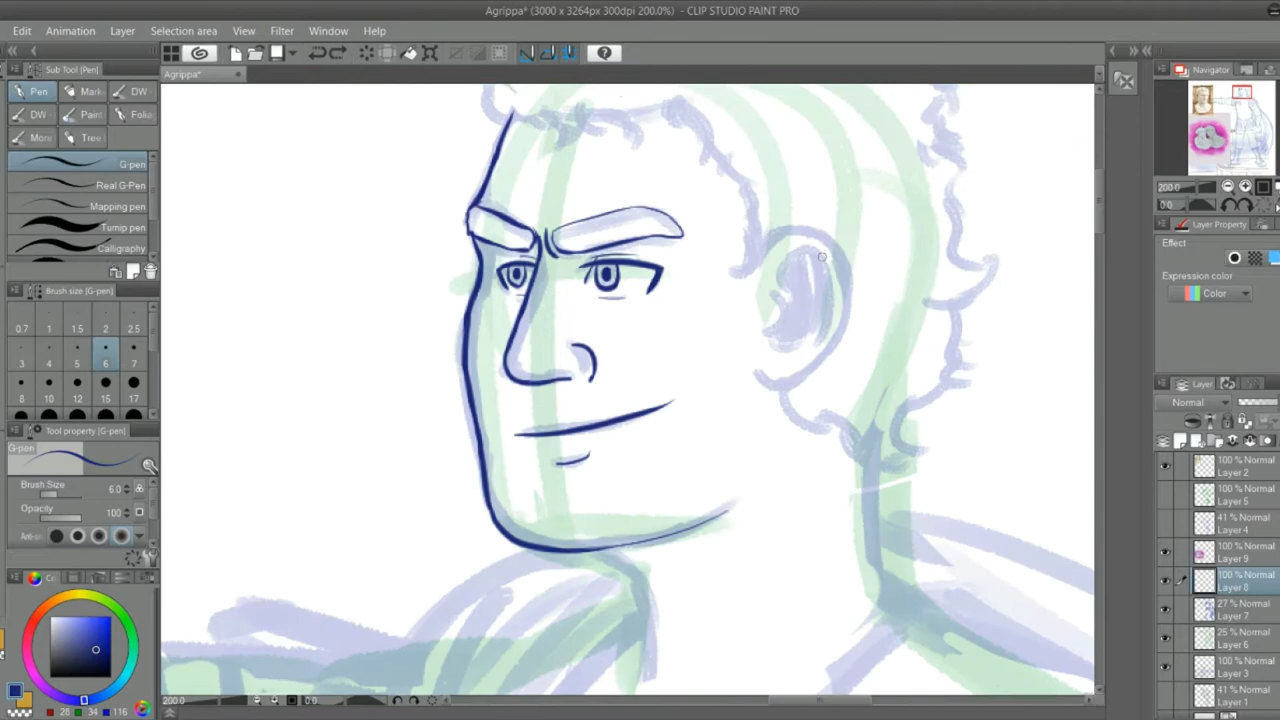 Agrippa* (3000 x 3264px 300dpi 200.0%) - CLIP STUDIO PAINT PRO
Edit Animation Layer Selection area View Filter Window Help
Sub Tool [Pen]
Agrippa*
Navigator
Pen Mark DW
DW Paint Folia
More Tree
G-pen
Real G-Pen
Mapping pen
Turnip pen
Calligraphy
200.0
0.0
Layer Property
Effect
Expression color
Color
Brush size [G-pen]
0.7 1 1.5 2 2.5
3 4 5 6 7
8 10 12 15 17
Layer
Normal
Tool property [G-pen]
G-pen
Brush Size 6.0
Opacity 100
Anti-
100 % Normal
Layer 2
100 % Normal
Layer 5
41 % Normal
Layer 4
100 % Normal
Layer 9
100 % Normal
Layer 8
27 % Normal
Layer 7
25 % Normal
Layer 6
100 % Normal
Layer 3
41 % Normal
Layer 1
200.0 0.0
28 34 116